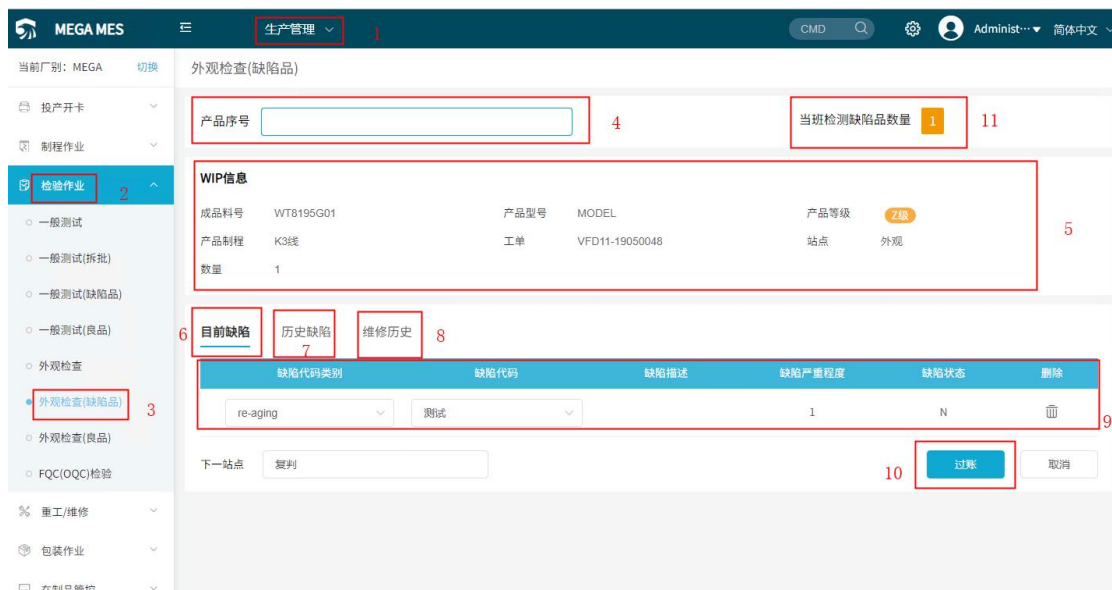 MEGA MES 生产管理 1 CMD Administ… 简体中文
当前厂别: MEGA 切换 外观检查(缺陷品)
投产开卡
产品序号 4 当班检测缺陷品数量 1 11
制程作业
检验作业 2
WIP信息
成品料号 WT8195G01 产品型号 MODEL 产品等级 Z级
一般测试
5
产品制程 K3线 工单 VFD11-19050048 站点 外观
一般测试(拆批)
数量 1
一般测试(缺陷品)
一般测试(良品)
6 目前缺陷 历史缺陷 7 维修历史 8
外观检查
缺陷代码类别 缺陷代码 缺陷描述 缺陷严重程度 缺陷状态 删除
外观检查(缺陷品) 3
re-aging 测试 1 N
9
外观检查(良品)
下一站点 复判 10 过账 取消
FQC(OQC)检验
重工/维修
包装作业
在制品管控